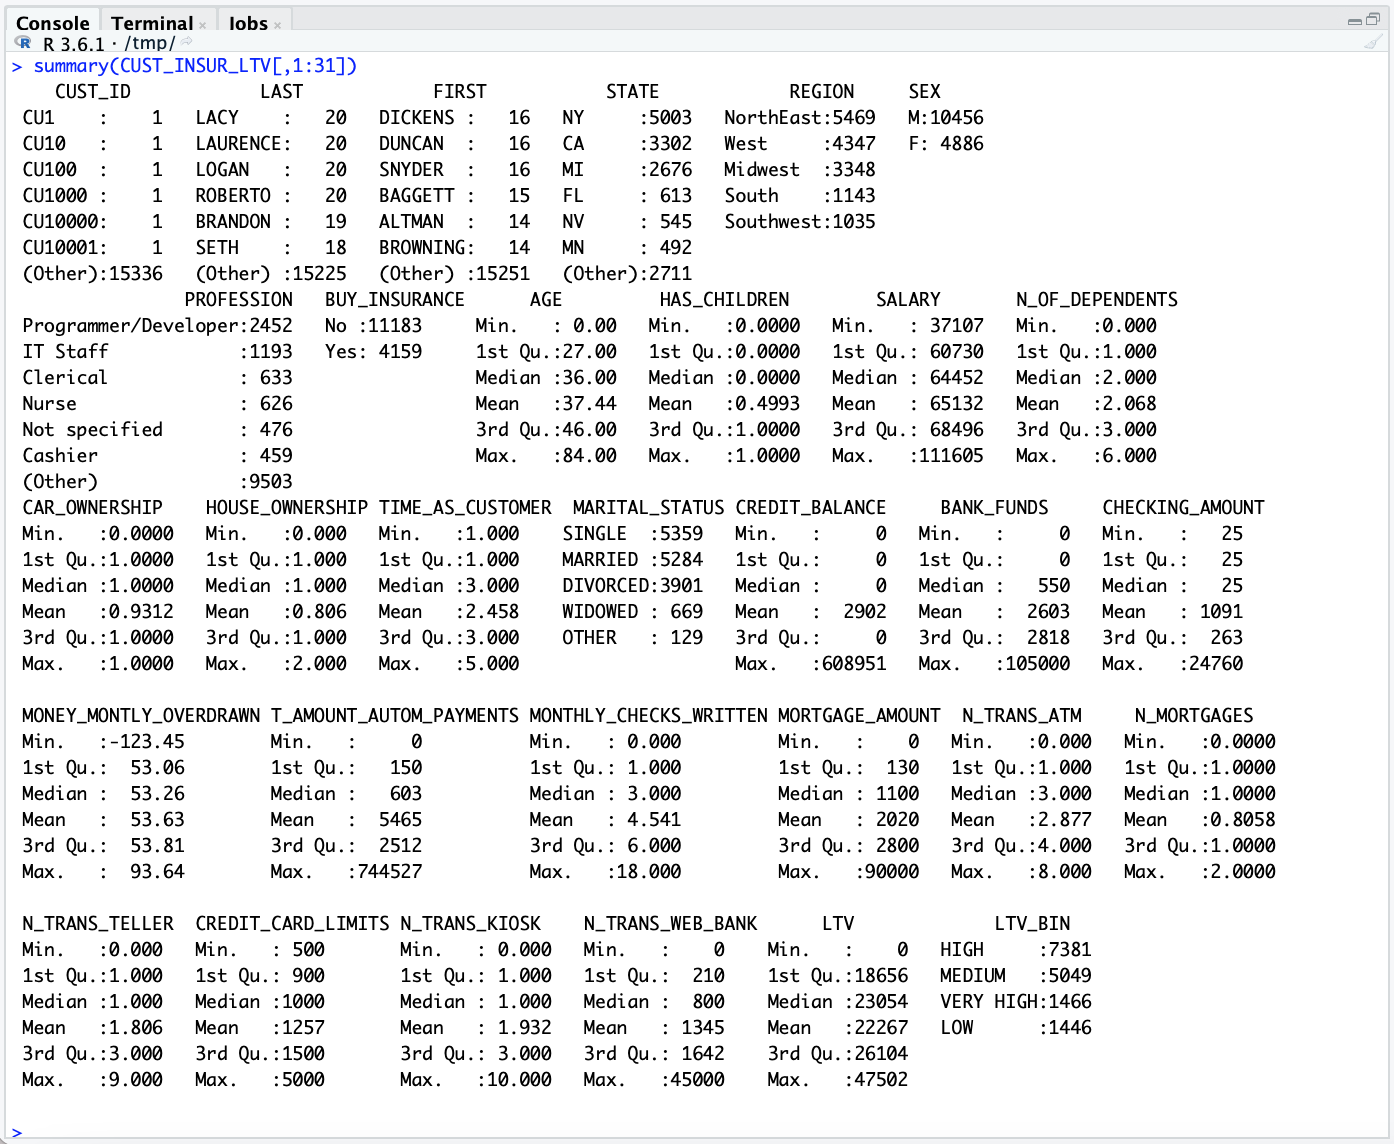 Console Terminal × Jobs ×
R 3.6.1 · /tmp/
> summary(CUST_INSUR_LTV[,1:31])
    CUST_ID            LAST            FIRST           STATE            REGION     SEX
CU1    :    1   LACY    :   20   DICKENS :   16   NY     :5003   NorthEast:5469   M:10456
CU10   :    1   LAURENCE:   20   DUNCAN  :   16   CA     :3302   West     :4347   F: 4886
CU100  :    1   LOGAN   :   20   SNYDER  :   16   MI     :2676   Midwest  :3348
CU1000 :    1   ROBERTO :   20   BAGGETT :   15   FL     : 613   South    :1143
CU10000:    1   BRANDON :   19   ALTMAN  :   14   NV     : 545   Southwest:1035
CU10001:    1   SETH    :   18   BROWNING:   14   MN     : 492
(Other):15336   (Other) :15225   (Other) :15251   (Other):2711
               PROFESSION   BUY_INSURANCE      AGE         HAS_CHILDREN        SALARY       N_OF_DEPENDENTS
Programmer/Developer:2452   No :11183     Min.   : 0.00   Min.   :0.0000   Min.   : 37107   Min.   :0.000
IT Staff            :1193   Yes: 4159     1st Qu.:27.00   1st Qu.:0.0000   1st Qu.: 60730   1st Qu.:1.000
Clerical            : 633                 Median :36.00   Median :0.0000   Median : 64452   Median :2.000
Nurse               : 626                 Mean   :37.44   Mean   :0.4993   Mean   : 65132   Mean   :2.068
Not specified       : 476                 3rd Qu.:46.00   3rd Qu.:1.0000   3rd Qu.: 68496   3rd Qu.:3.000
Cashier             : 459                 Max.   :84.00   Max.   :1.0000   Max.   :111605   Max.   :6.000
(Other)             :9503
CAR_OWNERSHIP    HOUSE_OWNERSHIP TIME_AS_CUSTOMER  MARITAL_STATUS CREDIT_BALANCE     BANK_FUNDS     CHECKING_AMOUNT
Min.   :0.0000   Min.   :0.000   Min.   :1.000    SINGLE  :5359   Min.   :     0   Min.   :     0   Min.   :   25
1st Qu.:1.0000   1st Qu.:1.000   1st Qu.:1.000    MARRIED :5284   1st Qu.:     0   1st Qu.:     0   1st Qu.:   25
Median :1.0000   Median :1.000   Median :3.000    DIVORCED:3901   Median :     0   Median :   550   Median :   25
Mean   :0.9312   Mean   :0.806   Mean   :2.458    WIDOWED : 669   Mean   :  2902   Mean   :  2603   Mean   : 1091
3rd Qu.:1.0000   3rd Qu.:1.000   3rd Qu.:3.000    OTHER   : 129   3rd Qu.:     0   3rd Qu.:  2818   3rd Qu.:  263
Max.   :1.0000   Max.   :2.000   Max.   :5.000                    Max.   :608951   Max.   :105000   Max.   :24760
MONEY_MONTLY_OVERDRAWN T_AMOUNT_AUTOM_PAYMENTS MONTHLY_CHECKS_WRITTEN MORTGAGE_AMOUNT  N_TRANS_ATM     N_MORTGAGES
Min.   :-123.45        Min.   :     0          Min.   : 0.000         Min.   :    0   Min.   :0.000   Min.   :0.0000
1st Qu.:  53.06        1st Qu.:   150          1st Qu.: 1.000         1st Qu.:  130   1st Qu.:1.000   1st Qu.:1.0000
Median :  53.26        Median :   603          Median : 3.000         Median : 1100   Median :3.000   Median :1.0000
Mean   :  53.63        Mean   :  5465          Mean   : 4.541         Mean   : 2020   Mean   :2.877   Mean   :0.8058
3rd Qu.:  53.81        3rd Qu.:  2512          3rd Qu.: 6.000         3rd Qu.: 2800   3rd Qu.:4.000   3rd Qu.:1.0000
Max.   :  93.64        Max.   :744527          Max.   :18.000         Max.   :90000   Max.   :8.000   Max.   :2.0000
N_TRANS_TELLER  CREDIT_CARD_LIMITS N_TRANS_KIOSK    N_TRANS_WEB_BANK      LTV             LTV_BIN
Min.   :0.000   Min.   : 500       Min.   : 0.000   Min.   :    0    Min.   :    0   HIGH     :7381
1st Qu.:1.000   1st Qu.: 900       1st Qu.: 1.000   1st Qu.:  210    1st Qu.:18656   MEDIUM   :5049
Median :1.000   Median :1000       Median : 1.000   Median :  800    Median :23054   VERY HIGH:1466
Mean   :1.806   Mean   :1257       Mean   : 1.932   Mean   : 1345    Mean   :22267   LOW      :1446
3rd Qu.:3.000   3rd Qu.:1500       3rd Qu.: 3.000   3rd Qu.: 1642    3rd Qu.:26104
Max.   :9.000   Max.   :5000       Max.   :10.000   Max.   :45000    Max.   :47502
>